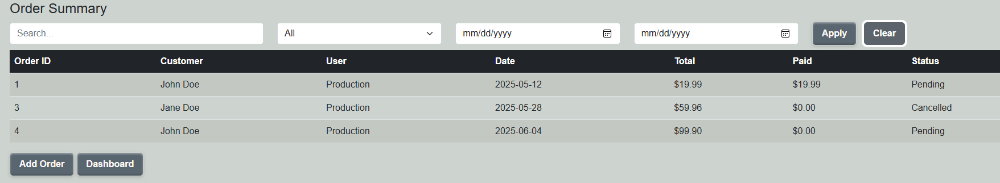 Order Summary
Search... All mm/dd/yyyy mm/dd/yyyy Apply Clear
Order ID Customer User Date Total Paid Status
1 John Doe Production 2025-05-12 $19.99 $19.99 Pending
3 Jane Doe Production 2025-05-28 $59.96 $0.00 Cancelled
4 John Doe Production 2025-06-04 $99.90 $0.00 Pending
Add Order Dashboard